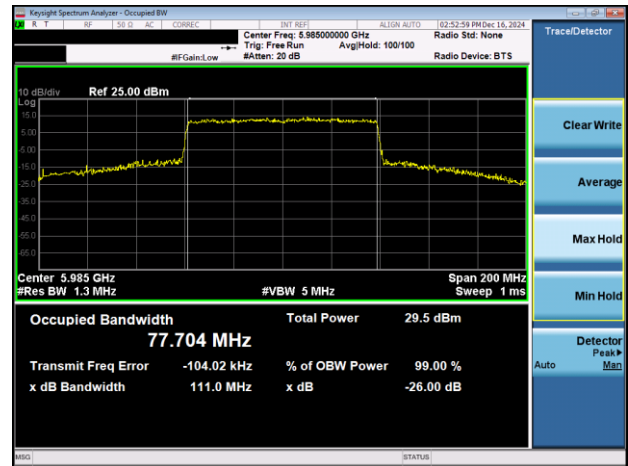 Keysight Spectrum Analyzer - Occupied BW
R T RF 50 Ω AC CORREC INT REF ALIGN AUTO 02:52:59 PM Dec 16, 2024
Center Freq: 5.985000000 GHz Radio Std: None
Trig: Free Run Avg|Hold: 100/100
#IFGain:Low #Atten: 20 dB Radio Device: BTS
Trace/Detector
10 dB/div Ref 25.00 dBm
Log
15.0
5.00
-5.00
-15.0
-25.0
-35.0
-45.0
-55.0
-65.0
Center 5.985 GHz Span 200 MHz
#Res BW 1.3 MHz #VBW 5 MHz Sweep 1 ms
Occupied Bandwidth Total Power 29.5 dBm
77.704 MHz
Transmit Freq Error -104.02 kHz % of OBW Power 99.00 %
x dB Bandwidth 111.0 MHz x dB -26.00 dB
Clear Write
Average
Max Hold
Min Hold
Detector
Peak▶
Auto Man
MSG STATUS